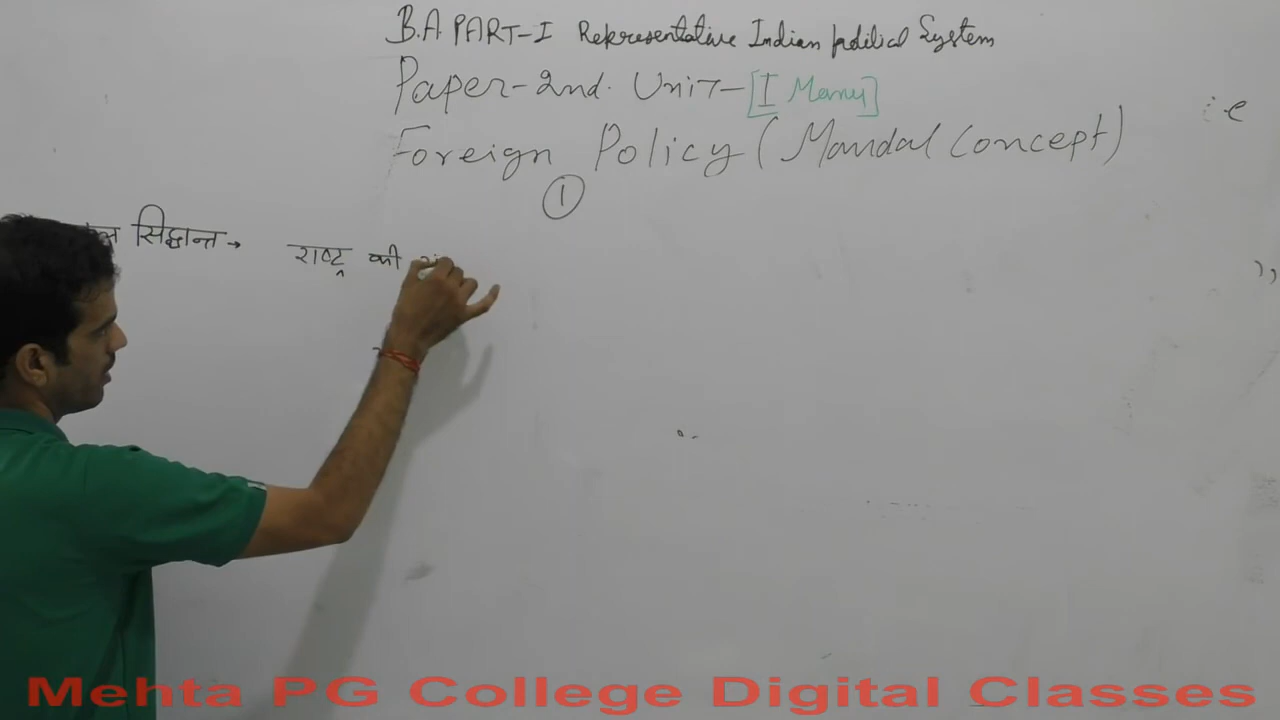 B.A PART-I Representative Indian political System
Paper-2nd. Unit-[I Manu]
i e
Foreign Policy (Mandal Concept)
1
सिद्धान्त→ राष्ट्र की
Mehta PG College Digital Classes